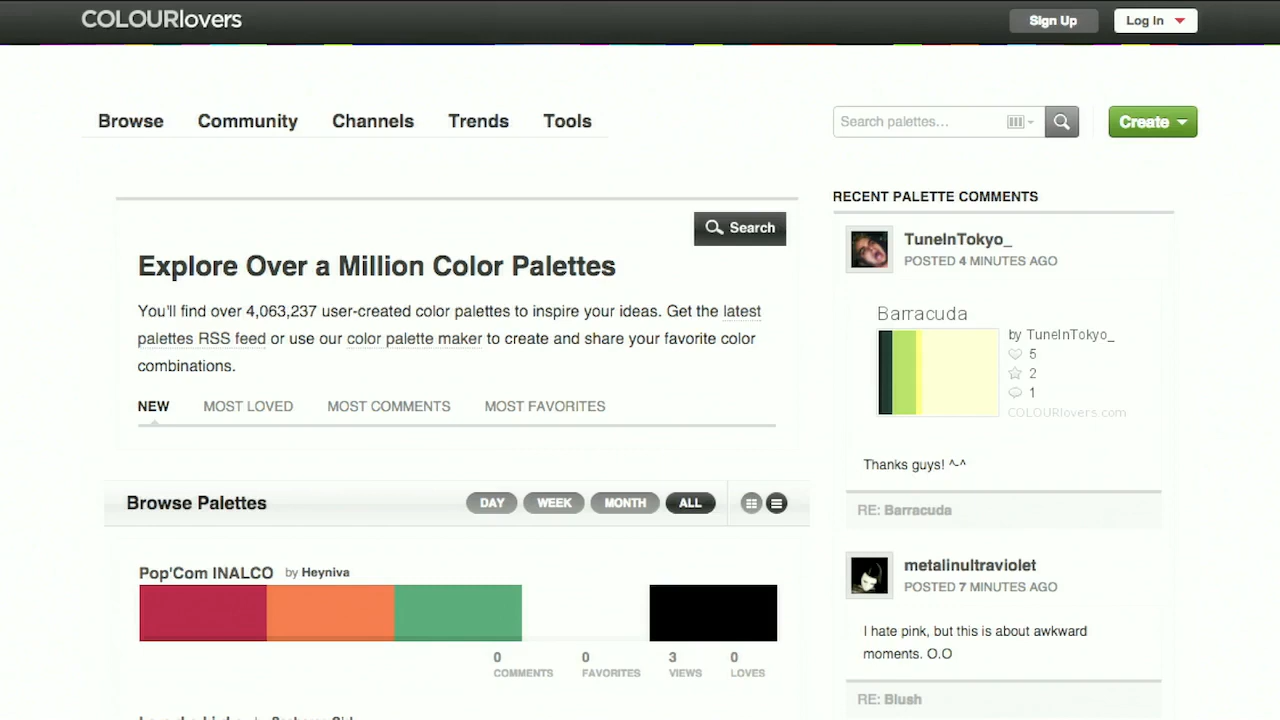 COLOURlovers
Sign Up
Log In
Browse
Community
Channels
Trends
Tools
Search palettes...
Create
Search
Explore Over a Million Color Palettes
You'll find over 4,063,237 user-created color palettes to inspire your ideas. Get the latest
palettes RSS feed or use our color palette maker to create and share your favorite color
combinations.
NEW
MOST LOVED
MOST COMMENTS
MOST FAVORITES
Browse Palettes
DAY
WEEK
MONTH
ALL
Pop'Com INALCO by Heyniva
0
COMMENTS
0
FAVORITES
3
VIEWS
0
LOVES
RECENT PALETTE COMMENTS
TuneInTokyo_
POSTED 4 MINUTES AGO
Barracuda
by TuneInTokyo_
5
2
1
COLOURlovers.com
Thanks guys! ^-^
RE: Barracuda
metalinultraviolet
POSTED 7 MINUTES AGO
I hate pink, but this is about awkward
moments. O.O
RE: Blush